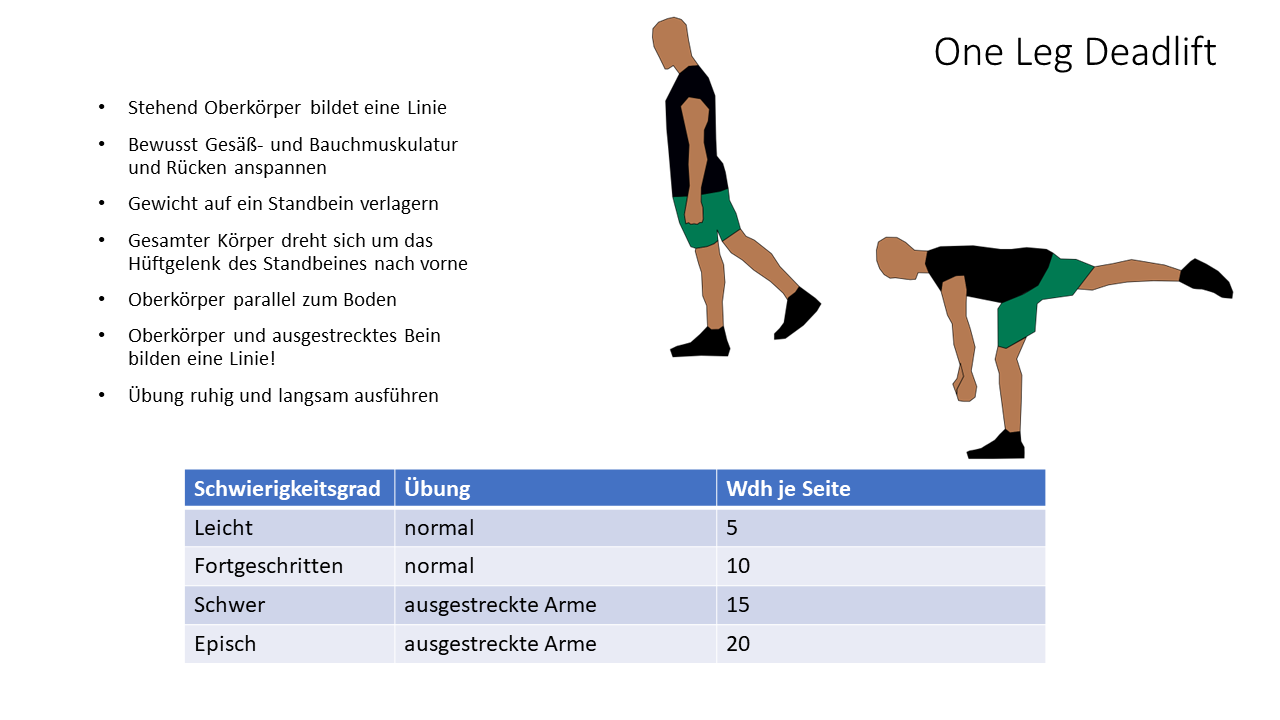 One Leg Deadlift
• Stehend Oberkörper bildet eine Linie
• Bewusst Gesäß- und Bauchmuskulatur
und Rücken anspannen
• Gewicht auf ein Standbein verlagern
• Gesamter Körper dreht sich um das
Hüftgelenk des Standbeines nach vorne
• Oberkörper parallel zum Boden
• Oberkörper und ausgestrecktes Bein
bilden eine Linie!
• Übung ruhig und langsam ausführen
Schwierigkeitsgrad Übung Wdh je Seite
Leicht normal 5
Fortgeschritten normal 10
Schwer ausgestreckte Arme 15
Episch ausgestreckte Arme 20